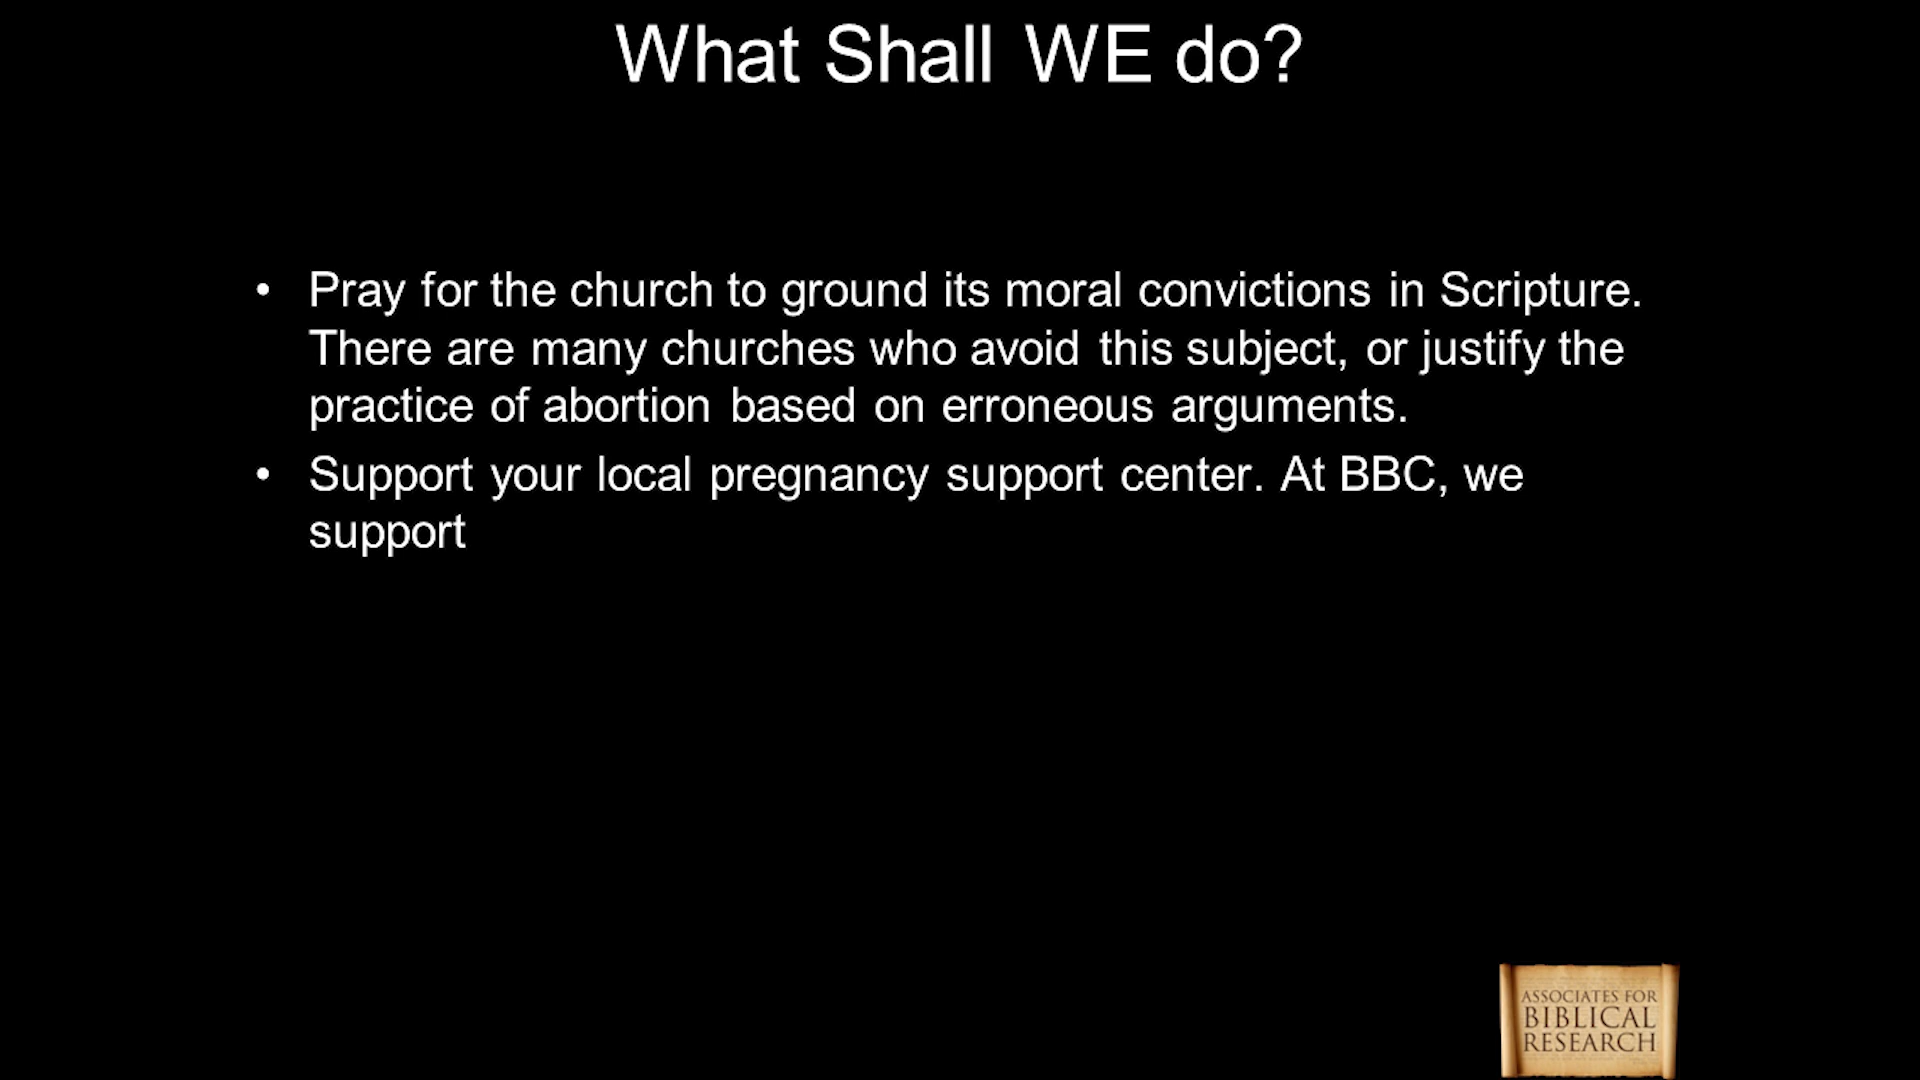 What Shall WE do?
• Pray for the church to ground its moral convictions in Scripture.
There are many churches who avoid this subject, or justify the
practice of abortion based on erroneous arguments.
• Support your local pregnancy support center. At BBC, we
support
ASSOCIATES FOR
BIBLICAL
RESEARCH